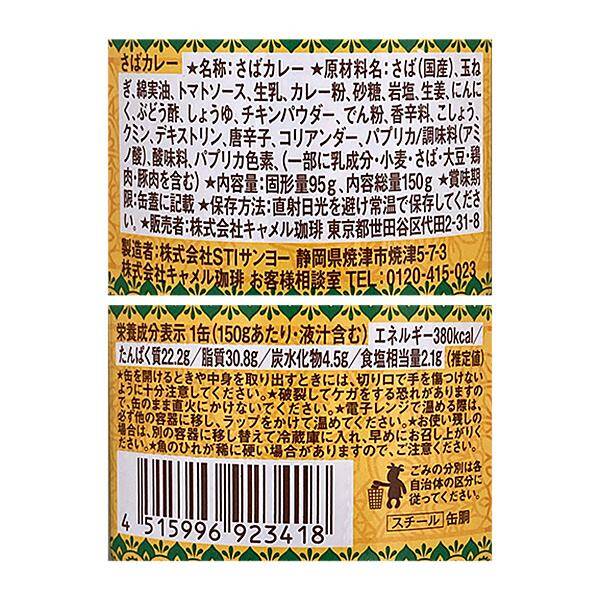 さばカレー ★名称:さばカレー ★原材料名:さば(国産)、玉ね
ぎ、綿実油、トマトソース、生乳、カレー粉、砂糖、岩塩、生姜、にんに
く、ぶどう酢、しょうゆ、チキンパウダー、でん粉、香辛料、こしょう、
クミン、デキストリン、唐辛子、コリアンダー、パプリカ/調味料(アミ
ノ酸)、酸味料、パプリカ色素、(一部に乳成分・小麦・さば・大豆・鶏
肉・豚肉を含む) ★内容量:固形量95g、内容総量150g ★賞味期
限:缶蓋に記載 ★保存方法:直射日光を避け常温で保存してくださ
い。★販売者:株式会社キャメル珈琲 東京都世田谷区代田2-31-8
製造者:株式会社STIサンヨー 静岡県焼津市焼津5-7-3
株式会社キャメル珈琲 お客様相談室 TEL:0120-415-023
栄養成分表示 1缶(150gあたり・液汁含む) エネルギー380kcal/
たんぱく質22.2g/脂質30.8g/炭水化物4.5g/食塩相当量2.1g (推定値)
★缶を開けるときや中身を取り出すときには、切り口で手を傷つけない
ように十分注意してください。★破裂してケガをする恐れがありますの
で、缶のまま直火にかけないでください。★電子レンジで温める際は、
必ず他の容器に移し、ラップをかけて温めてください。★お使い残しの
場合は、別の容器に移し替えて冷蔵庫に入れ、早めにお召し上がりく
ださい。★魚のひれが稀に硬い場合がありますので、ご注意ください。
ごみの分別は各
自治体の区分に
従ってください。
スチール 缶胴
4 515996 923418